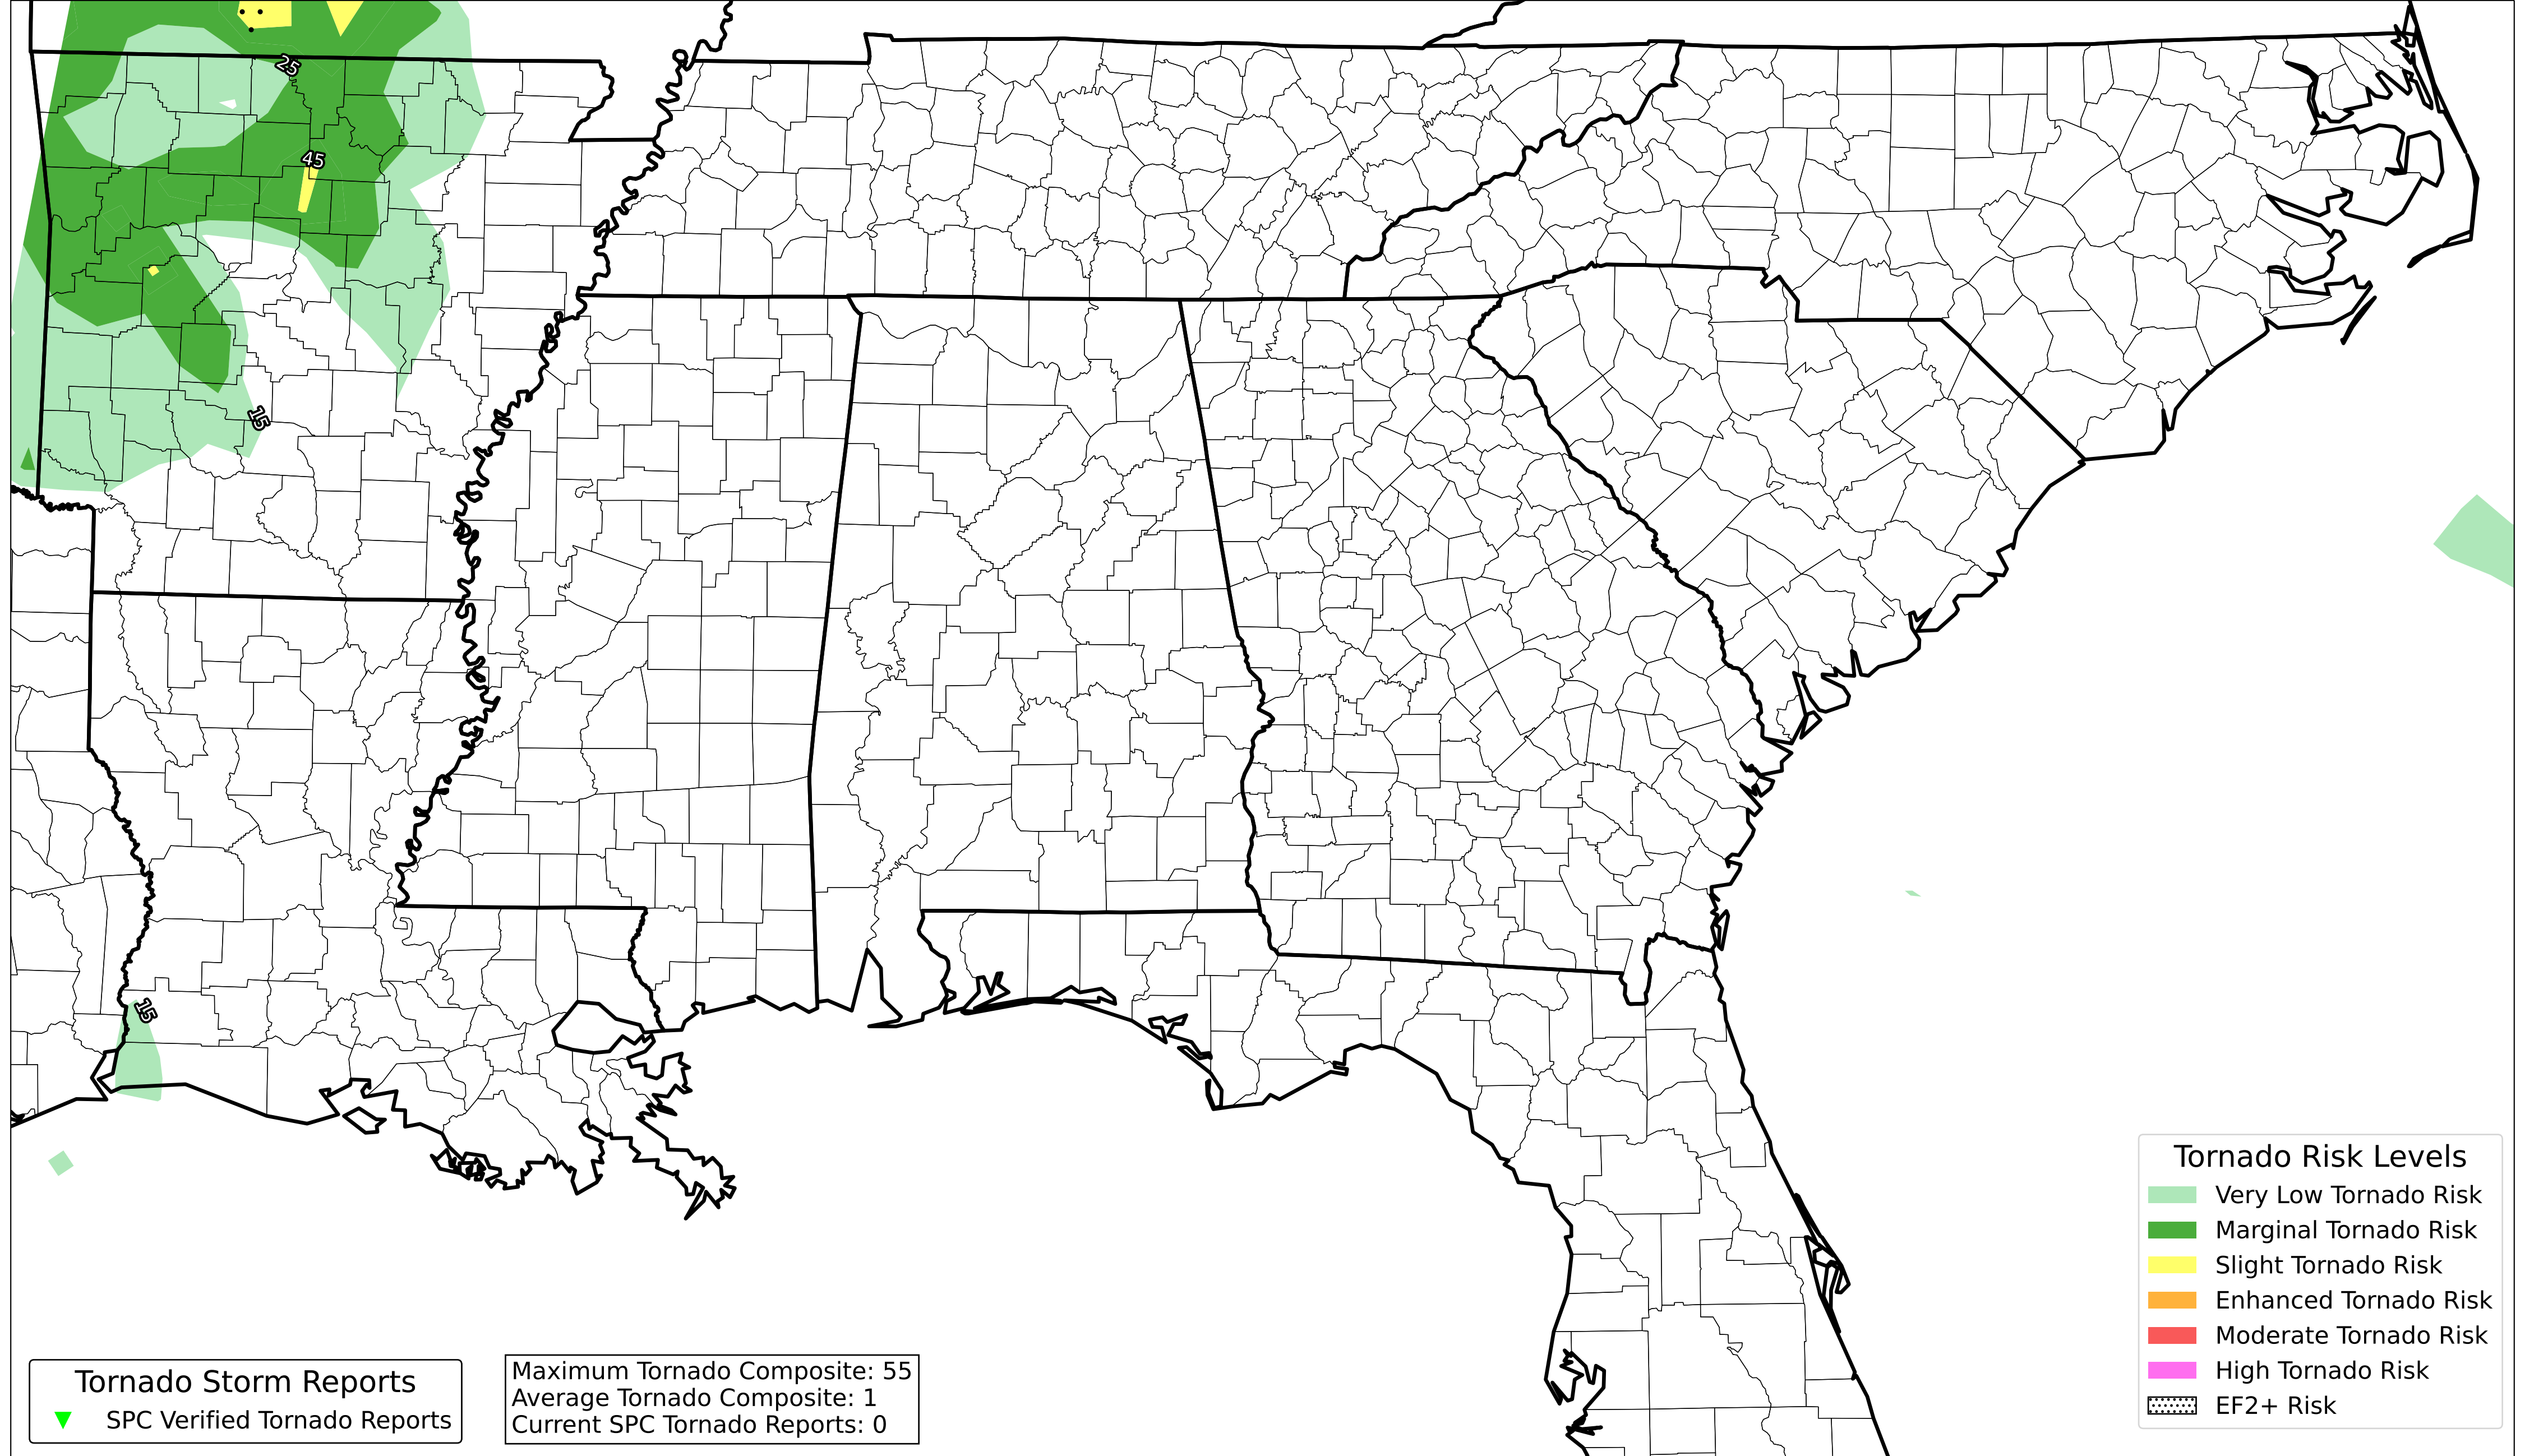 25
45
15
15
Tornado Risk Levels
Very Low Tornado Risk
Marginal Tornado Risk
Slight Tornado Risk
Enhanced Tornado Risk
Moderate Tornado Risk
High Tornado Risk
EF2+ Risk
Tornado Storm Reports
SPC Verified Tornado Reports
Maximum Tornado Composite: 55
Average Tornado Composite: 1
Current SPC Tornado Reports: 0